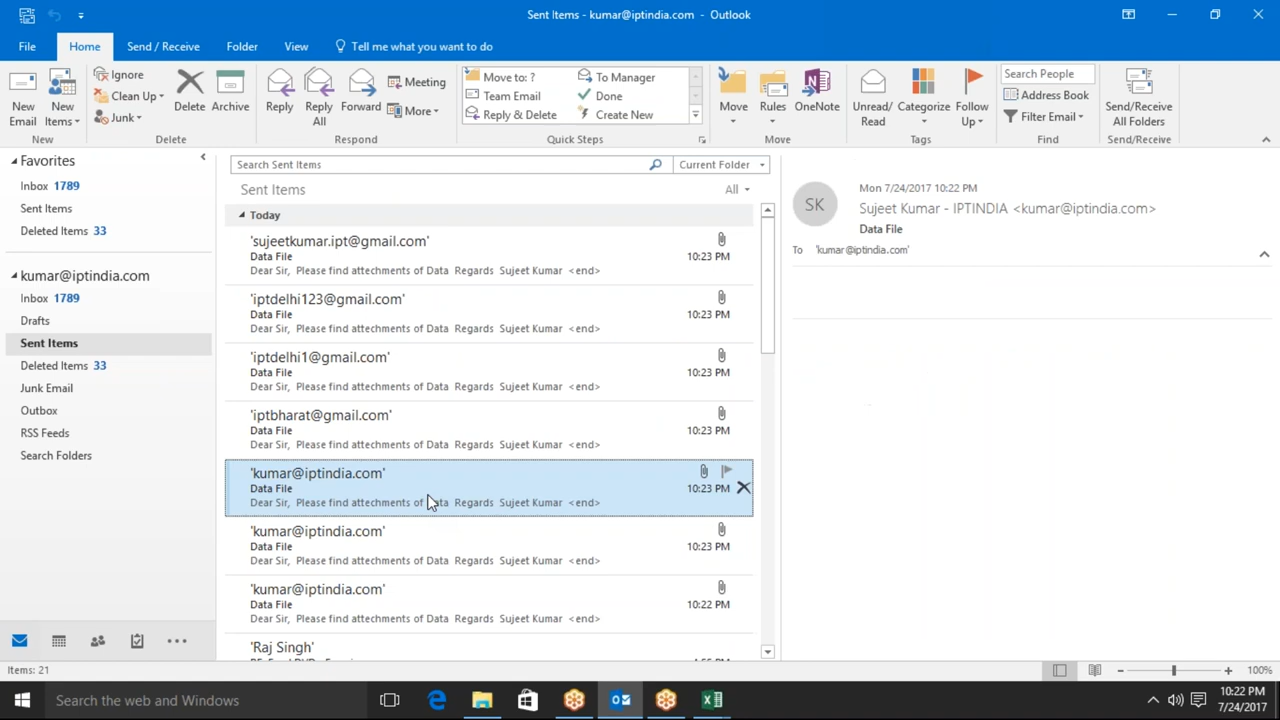 Sent Items - kumar@iptindia.com - Outlook
File Home Send / Receive Folder View Tell me what you want to do
New Email
New Items
Ignore
Clean Up
Junk
Delete
Archive
Reply
Reply All
Forward
Meeting
More
Move to: ?
Team Email
Reply & Delete
To Manager
Done
Create New
Move
Rules
OneNote
Unread/ Read
Categorize
Follow Up
Search People
Address Book
Filter Email
Send/Receive All Folders
New Delete Respond Quick Steps Move Tags Find Send/Receive
Favorites
Inbox 1789
Sent Items
Deleted Items 33
kumar@iptindia.com
Inbox 1789
Drafts
Sent Items
Deleted Items 33
Junk Email
Outbox
RSS Feeds
Search Folders
Search Sent Items Current Folder
Sent Items All
Today
'sujeetkumar.ipt@gmail.com'
Data File 10:23 PM
Dear Sir, Please find attechments of Data Regards Sujeet Kumar <end>
'iptdelhi123@gmail.com'
Data File 10:23 PM
Dear Sir, Please find attechments of Data Regards Sujeet Kumar <end>
'iptdelhi1@gmail.com'
Data File 10:23 PM
Dear Sir, Please find attechments of Data Regards Sujeet Kumar <end>
'iptbharat@gmail.com'
Data File 10:23 PM
Dear Sir, Please find attechments of Data Regards Sujeet Kumar <end>
'kumar@iptindia.com'
Data File 10:23 PM
Dear Sir, Please find attechments of Data Regards Sujeet Kumar <end>
'kumar@iptindia.com'
Data File 10:23 PM
Dear Sir, Please find attechments of Data Regards Sujeet Kumar <end>
'kumar@iptindia.com'
Data File 10:22 PM
Dear Sir, Please find attechments of Data Regards Sujeet Kumar <end>
'Raj Singh'
SK
Mon 7/24/2017 10:22 PM
Sujeet Kumar - IPTINDIA <kumar@iptindia.com>
Data File
To 'kumar@iptindia.com'
Items: 21 100%
Search the web and Windows
10:22 PM
7/24/2017